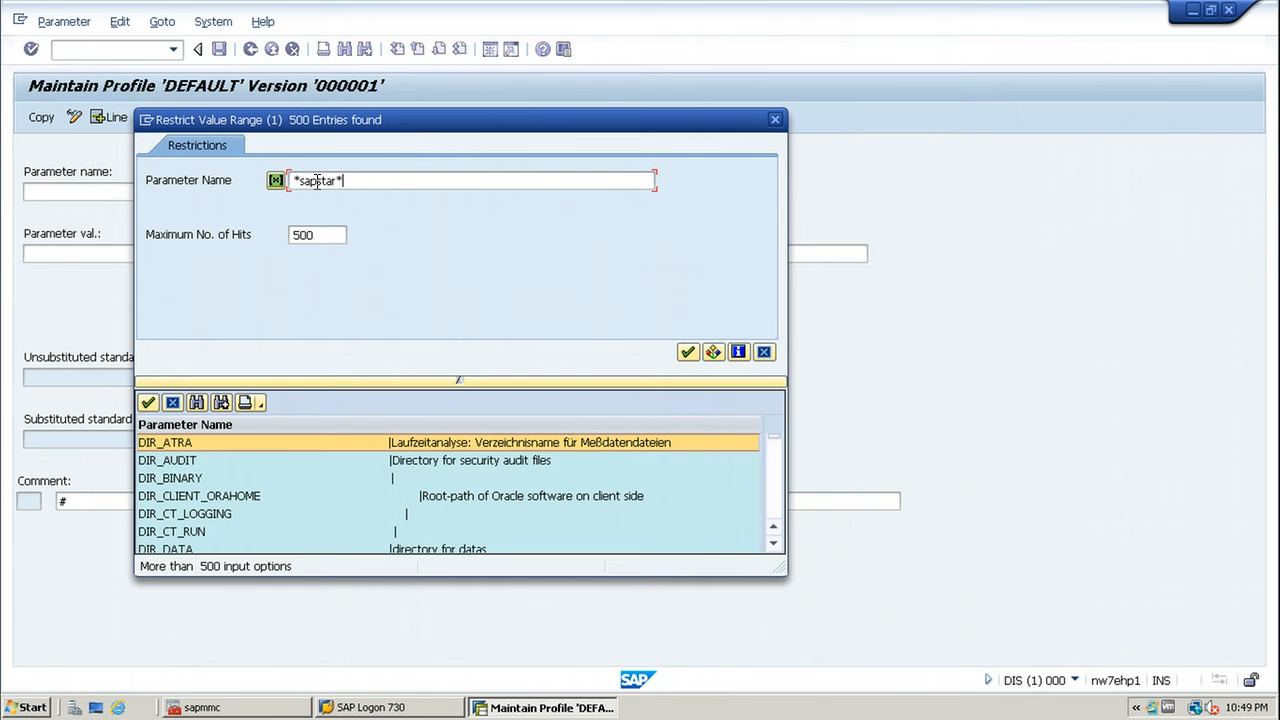 Parameter Edit Goto System Help
Maintain Profile 'DEFAULT' Version '000001'
Copy Line
Restrict Value Range (1) 500 Entries found
Restrictions
Parameter name:
Parameter Name *sapstar*
Parameter val.:
Maximum No. of Hits 500
Unsubstituted standa
Substituted standard
Parameter Name
DIR_ATRA |Laufzeitanalyse: Verzeichnisname für Meßdatendateien
DIR_AUDIT |Directory for security audit files
DIR_BINARY |
Comment:
DIR_CLIENT_ORAHOME |Root-path of Oracle software on client side
#
DIR_CT_LOGGING |
DIR_CT_RUN |
DIR_DATA |directory for datas
More than 500 input options
SAP DIS (1) 000 nw7ehp1 INS
Start sapmmc SAP Logon 730 Maintain Profile 'DEFA... « vm 10:49 PM